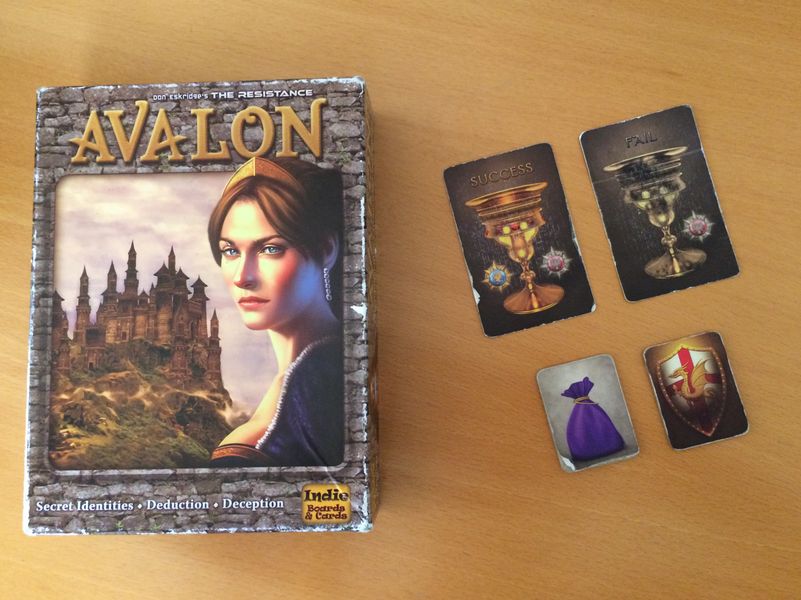 Don Eskridge's THE RESISTANCE
AVALON
Secret Identities • Deduction • Deception
Indie
Boards
& Cards
SUCCESS
FAIL